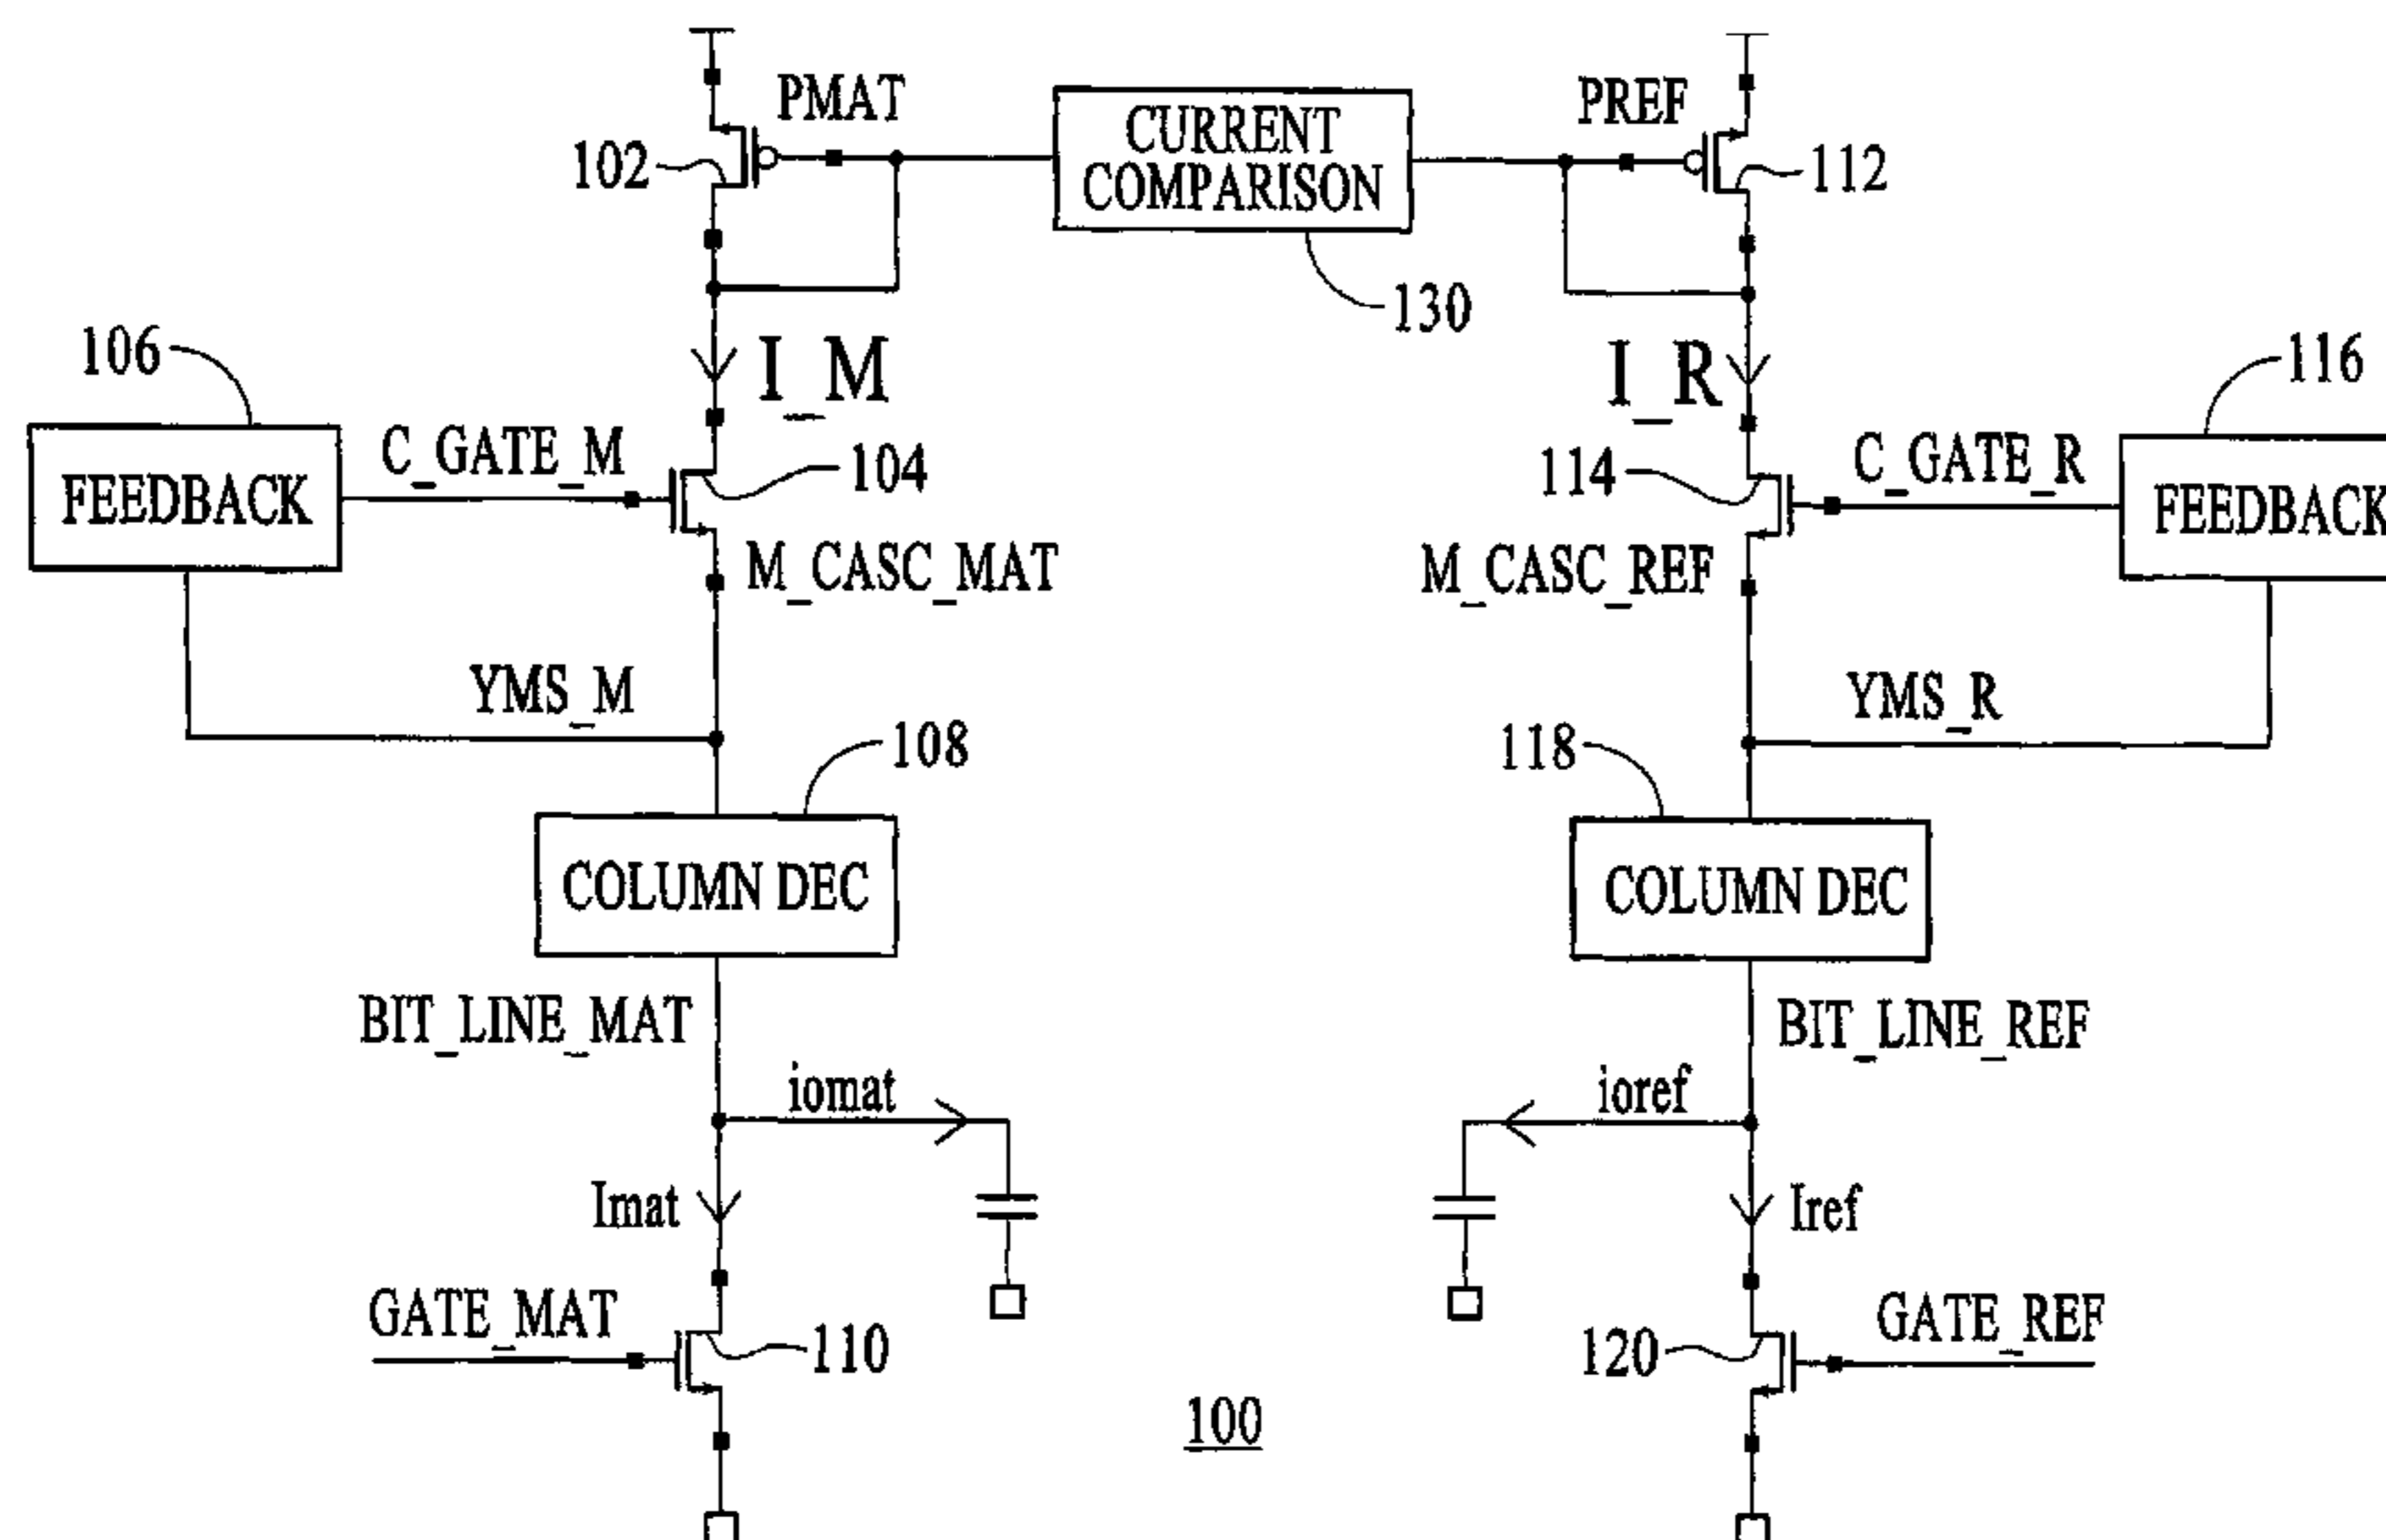 PMAT
CURRENT
COMPARISON
PREF
102
112
130
106
I_M
I_R
116
C_GATE_M
104
114
C_GATE_R
FEEDBACK
FEEDBACK
M_CASC_MAT
M_CASC_REF
YMS_M
YMS_R
108
118
COLUMN DEC
COLUMN DEC
BIT_LINE_MAT
BIT_LINE_REF
iomat
ioref
Imat
Iref
GATE_MAT
GATE_REF
110
120
100